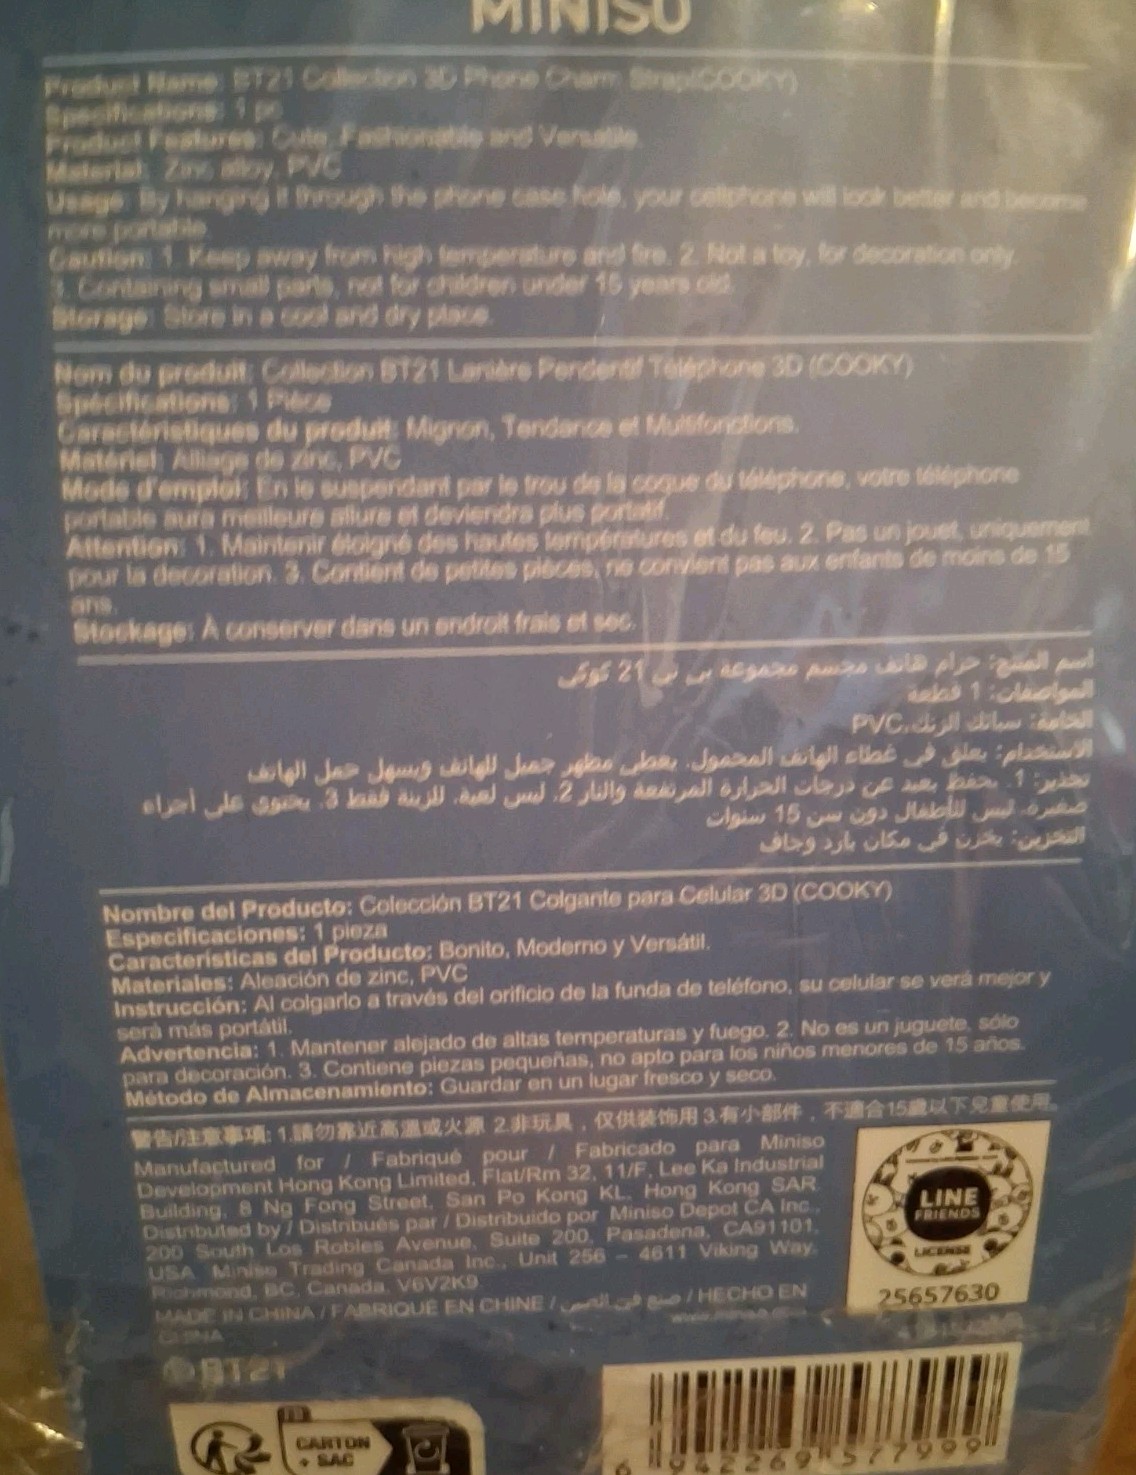 MINISO
Product Name: BT21 Collection 3D Phone Charm Strap(COOKY)
Specifications: 1 pc
Product Features: Cute, Fashionable and Versatile.
Material: Zinc alloy, PVC
Usage: By hanging it through the phone case hole, your cellphone will look better and become
more portable.
Caution: 1. Keep away from high temperature and fire. 2. Not a toy, for decoration only.
3. Containing small parts, not for children under 15 years old.
Storage: Store in a cool and dry place.
Nom du produit: Collection BT21 Lanière Pendentif Téléphone 3D (COOKY)
Spécifications: 1 Pièce
Caractéristiques du produit: Mignon, Tendance et Multifonctions.
Matériel: Alliage de zinc, PVC
Mode d'emploi: En le suspendant par le trou de la coque du téléphone, votre téléphone
portable aura meilleure allure et deviendra plus portatif.
Attention: 1. Maintenir éloigné des hautes températures et du feu. 2. Pas un jouet, uniquement
pour la decoration. 3. Contient de petites pièces, ne convient pas aux enfants de moins de 15
ans.
Stockage: À conserver dans un endroit frais et sec.
اسم المنتج: حزام هاتف مجسم مجموعة بي تي 21 كوكي
المواصفات: 1 قطعة
الخامة: سبائك الزنك،PVC
الاستخدام: يعلق في غطاء الهاتف المحمول. يعطي مظهر جميل للهاتف ويسهل حمل الهاتف
تحذير: 1. يحفظ بعيد عن درجات الحرارة المرتفعة والنار 2. ليس لعبة. للزينة فقط 3. يحتوي على أجزاء
صغيرة. ليس للأطفال دون سن 15 سنوات
التخزين: يخزن في مكان بارد وجاف
Nombre del Producto: Colección BT21 Colgante para Celular 3D (COOKY)
Especificaciones: 1 pieza
Características del Producto: Bonito, Moderno y Versátil.
Materiales: Aleación de zinc, PVC
Instrucción: Al colgarlo a través del orificio de la funda de teléfono, su celular se verá mejor y
será más portátil.
Advertencia: 1. Mantener alejado de altas temperaturas y fuego. 2. No es un juguete, sólo
para decoración. 3. Contiene piezas pequeñas, no apto para los niños menores de 15 años.
Método de Almacenamiento: Guardar en un lugar fresco y seco.
警告/注意事項: 1.請勿靠近高溫或火源 2.非玩具，仅供装饰用 3.有小部件，不適合15歲以下兒童使用。
Manufactured for / Fabriqué pour / Fabricado para Miniso
Development Hong Kong Limited, Flat/Rm 32, 11/F, Lee Ka Industrial
Building, 8 Ng Fong Street, San Po Kong KL, Hong Kong SAR.
Distributed by / Distribués par / Distribuido por Miniso Depot CA Inc.,
200 South Los Robles Avenue, Suite 200, Pasadena, CA91101,
USA Miniso Trading Canada Inc., Unit 256 - 4611 Viking Way,
Richmond, BC, Canada, V6V2K9
MADE IN CHINA / FABRIQUÉ EN CHINE / صنع في الصين / HECHO EN
CHINA
LINE
FRIENDS
LICENSE
25657630
©BT21
FR
CARTON
+ SAC
6 942269 577999